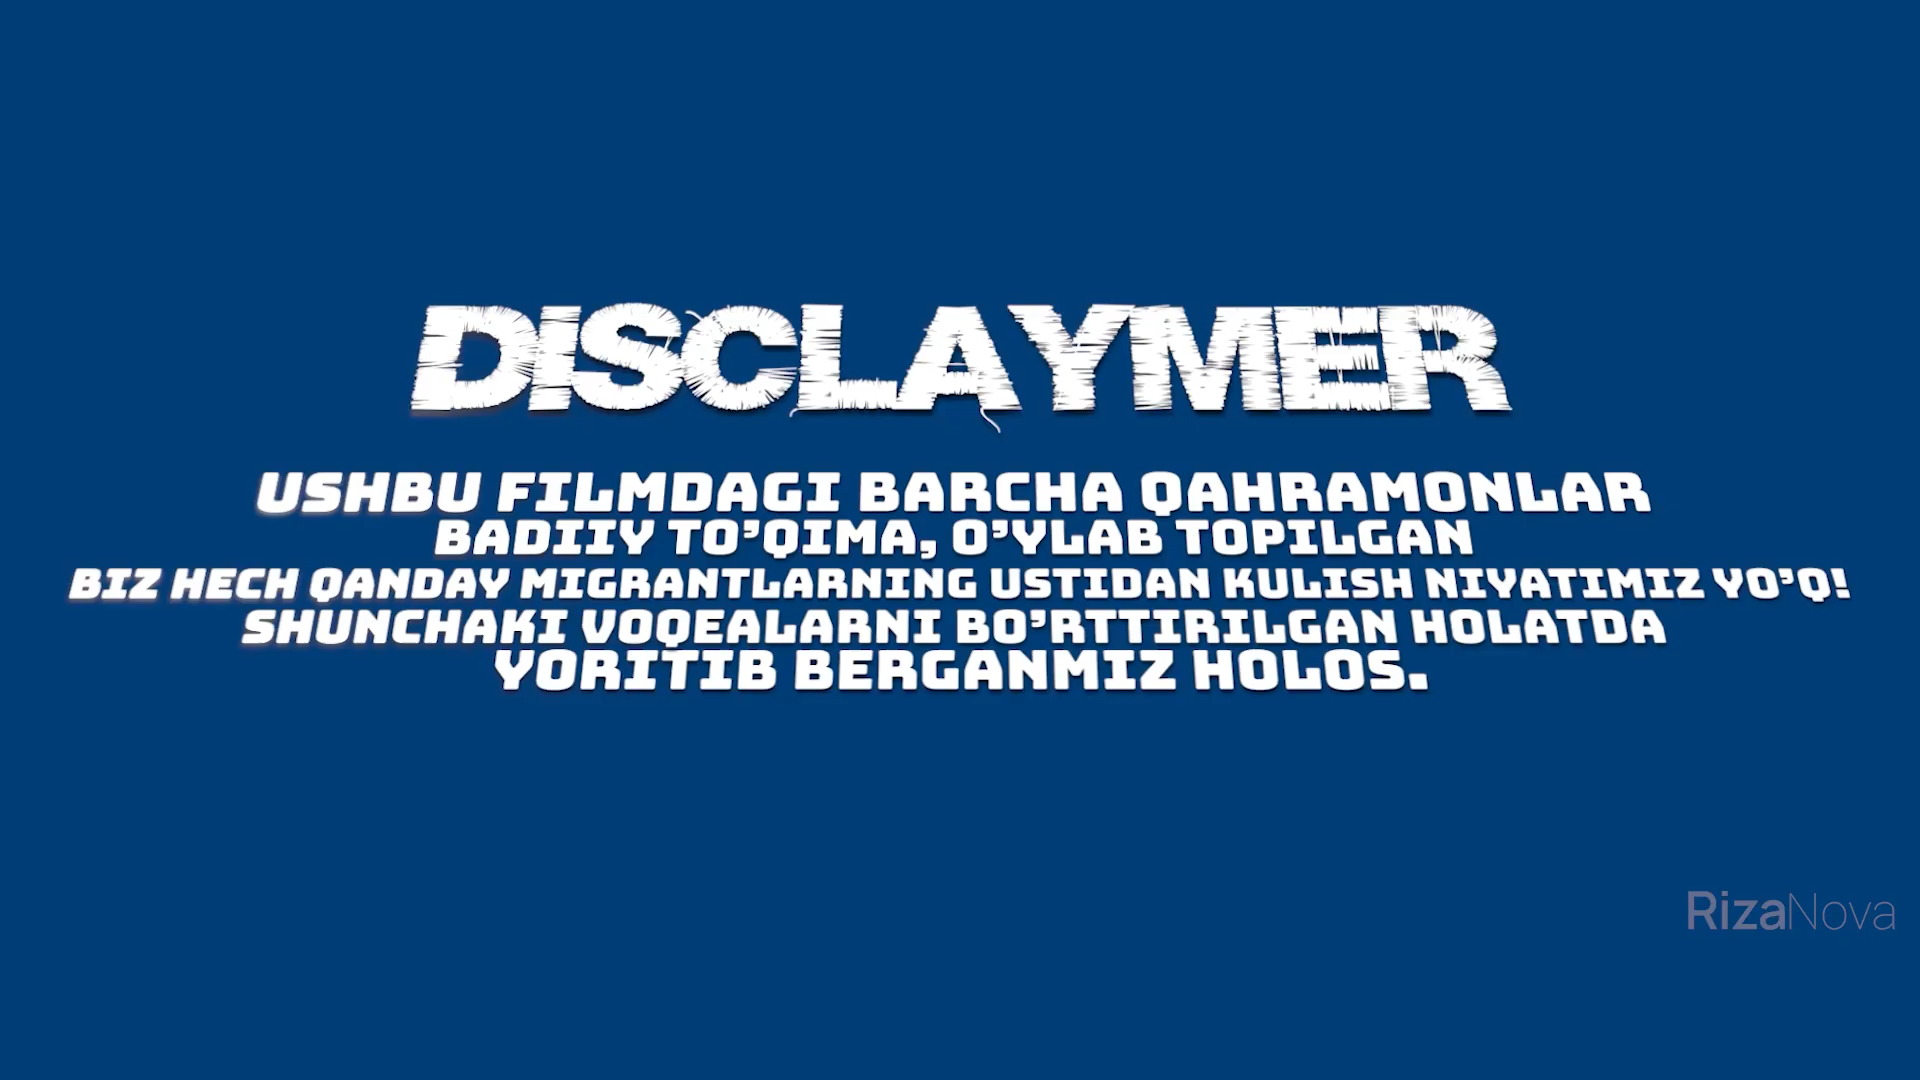 DISCLAYMER
USHBU FILMDAGI BARCHA QAHRAMONLAR
BADIIY TO'QIMA, O'YLAB TOPILGAN
BIZ HECH QANDAY MIGRANTLARNING USTIDAN KULISH NIYATIMIZ YO'Q!
SHUNCHAKI VOQEALARNI BO'RTTIRILGAN HOLATDA
YORITIB BERGANMIZ HOLOS.
RizaNova